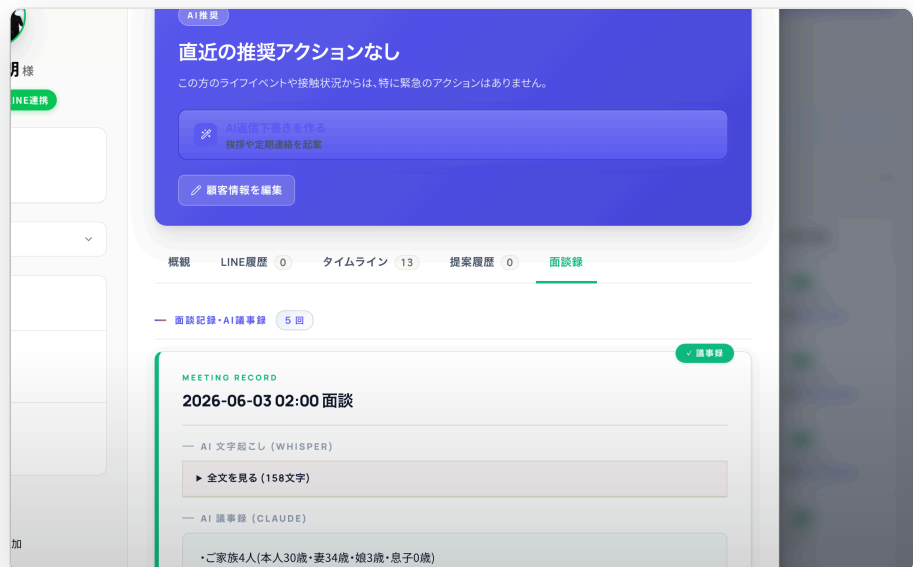 AI推奨
直近の推奨アクションなし
様
この方のライフイベントや接触状況からは、特に緊急のアクションはありません。
INE連携
AI返信下書きを作る
挨拶や定期連絡を起案
顧客情報を編集
概観 LINE履歴 0 タイムライン 13 提案履歴 0 面談録
面談記録・AI議事録 5 回
✓ 議事録
MEETING RECORD
2026-06-03 02:00 面談
AI 文字起こし (WHISPER)
▶ 全文を見る (158文字)
AI 議事録 (CLAUDE)
加
・ご家族4人(本人30歳・妻34歳・娘3歳・息子0歳)